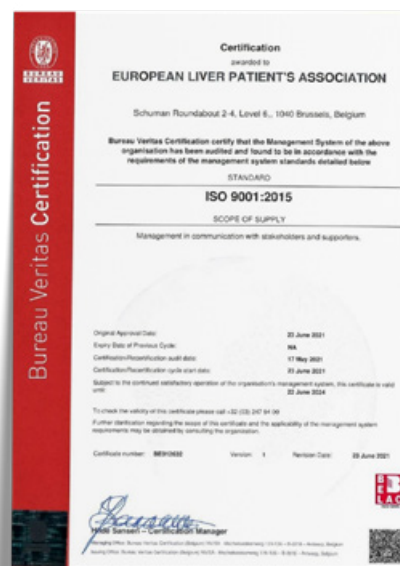 BUREAU VERITAS
Bureau Veritas Certification
Certification
awarded to
EUROPEAN LIVER PATIENT'S ASSOCIATION
Schuman Roundabout 2-4, Level 6,, 1040 Brussels, Belgium
Bureau Veritas Certification certify that the Management System of the above
organisation has been audited and found to be in accordance with the
requirements of the management system standards detailed below
STANDARD
ISO 9001:2015
SCOPE OF SUPPLY
Management in communication with stakeholders and supporters.
Original Approval Date: 23 June 2021
Expiry Date of Previous Cycle: NA
Certification/Recertification audit date: 17 May 2021
Certification/Recertification cycle start date: 23 June 2021
Subject to the continued satisfactory operation of the organisation's management system, this certificate is valid
until: 22 June 2024
To check the validity of this certificate please call
Further clarification regarding the scope of this certificate and the applicability of the management system
requirements may be obtained by consulting the organisation.
Certificate number: Version: 1 Revision Date: 23 June 2021
BELAC
Hilde Sansen – Certification Manager